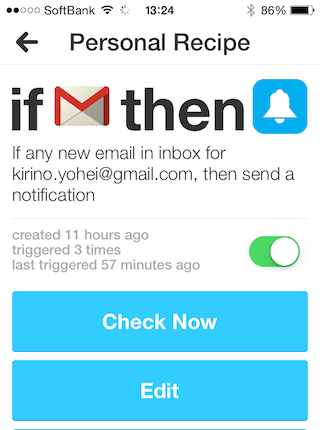 SoftBank 13:24 86%
Personal Recipe
if then
If any new email in inbox for
kirino.yohei@gmail.com, then send a
notification
created 11 hours ago
triggered 3 times
last triggered 57 minutes ago
Check Now
Edit